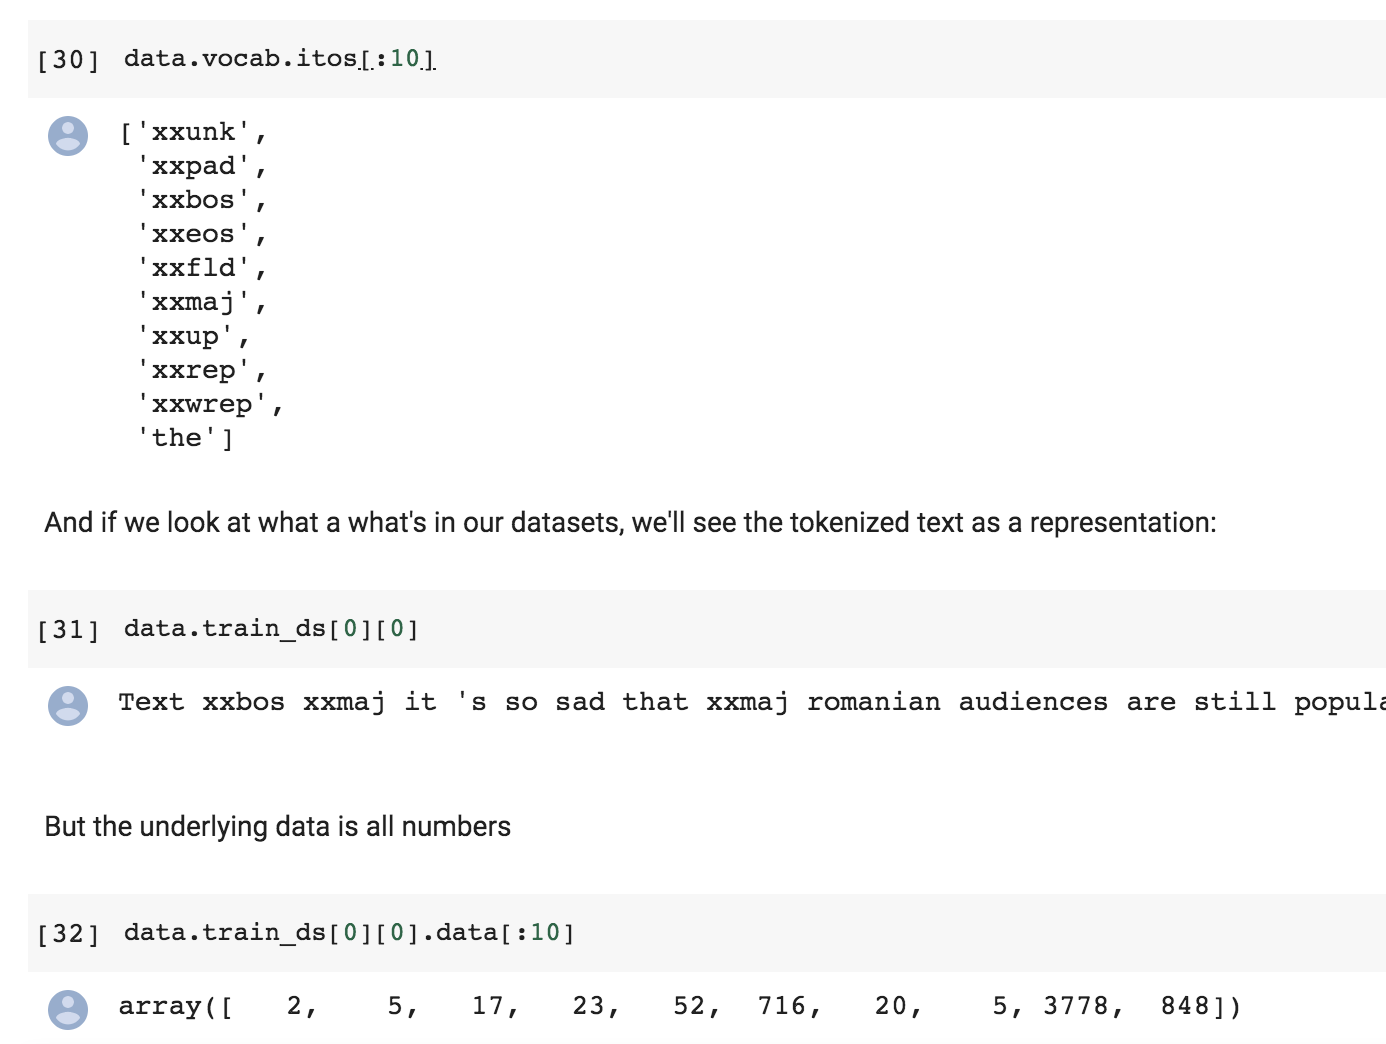 [30] data.vocab.itos[:10]
['xxunk',
'xxpad',
'xxbos',
'xxeos',
'xxfld',
'xxmaj',
'xxup',
'xxrep',
'xxwrep',
'the']
And if we look at what a what's in our datasets, we'll see the tokenized text as a representation:
[31] data.train_ds[0][0]
Text xxbos xxmaj it 's so sad that xxmaj romanian audiences are still
But the underlying data is all numbers
[32] data.train_ds[0][0].data[:10]
array([ 2, 5, 17, 23, 52, 716, 20, 5, 3778, 848])